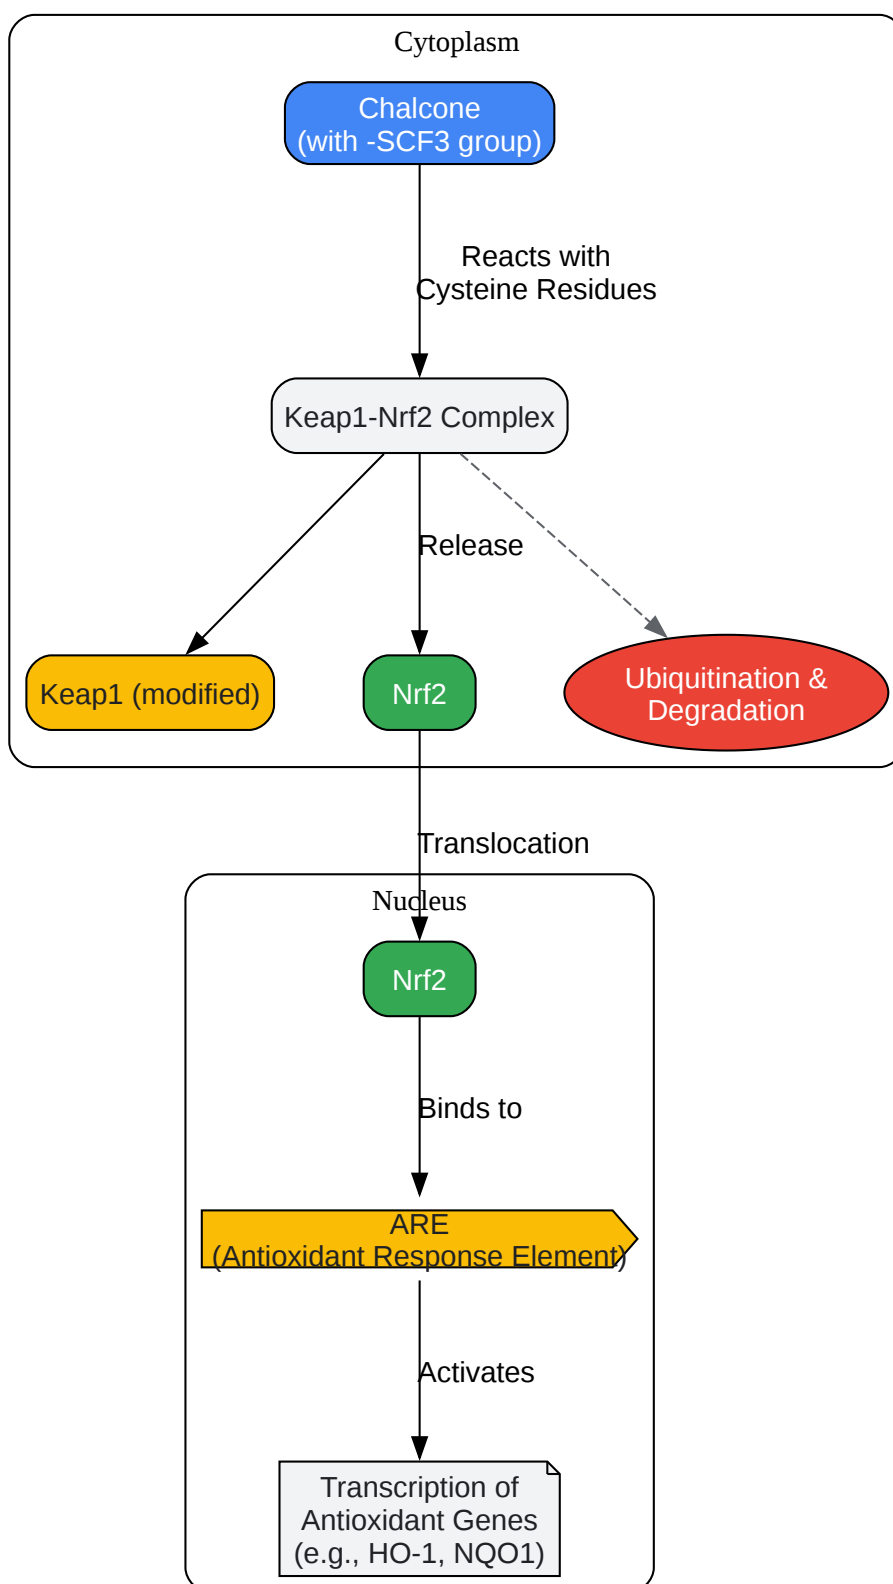 Cytoplasm
Chalcone
(with -SCF3 group)
Reacts with
Cysteine Residues
Keap1-Nrf2 Complex
Release
Keap1 (modified)
Nrf2
Ubiquitination &
Degradation
Translocation
Nucleus
Nrf2
Binds to
ARE
(Antioxidant Response Element)
Activates
Transcription of
Antioxidant Genes
(e.g., HO-1, NQO1)